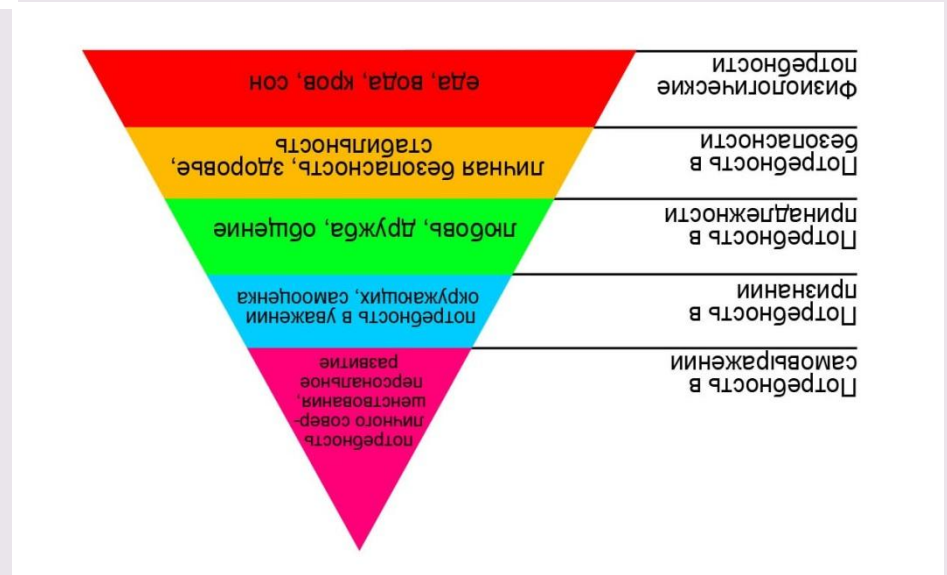 Потребность в
самовыражении
потребность
личного совер-
шенствования,
персональное
развитие
Потребность в
признании
потребность в уважении
окружающих, самооценка
Потребность в
принадлежности
любовь, дружба, общение
Потребность в
безопасности
личная безопасность, здоровье,
стабильность
Физиологические
потребности
еда, вода, кров, сон